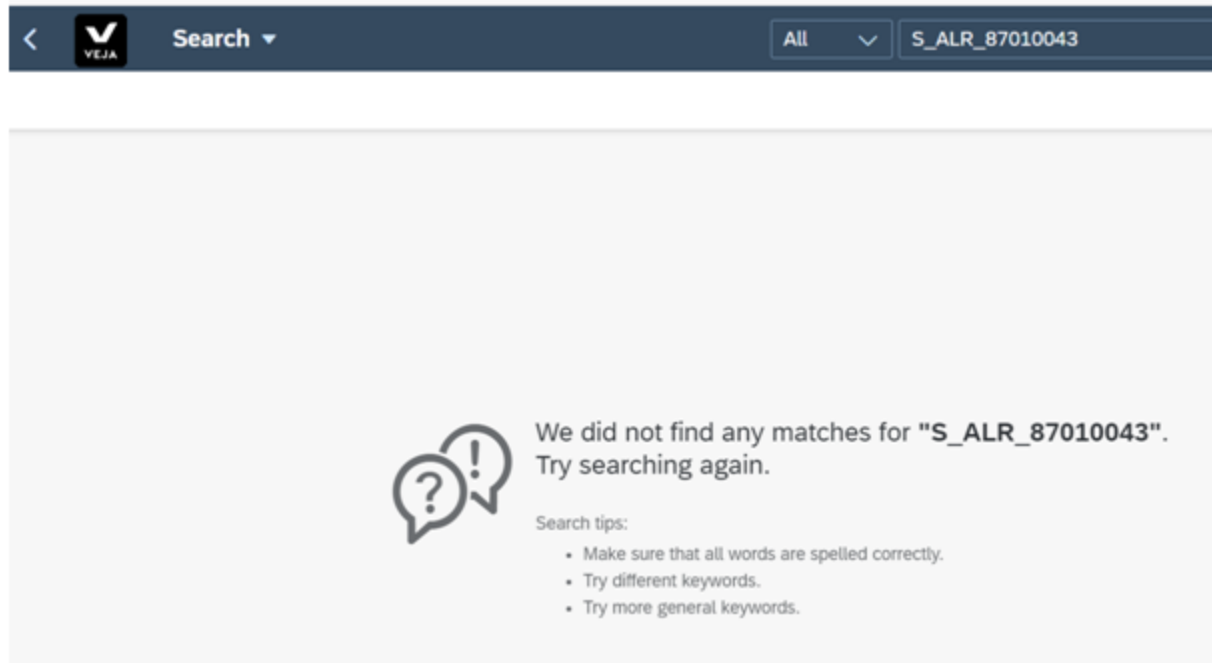 VEJA
Search
All
S_ALR_87010043
We did not find any matches for "S_ALR_87010043".
Try searching again.
Search tips:
• Make sure that all words are spelled correctly.
• Try different keywords.
• Try more general keywords.